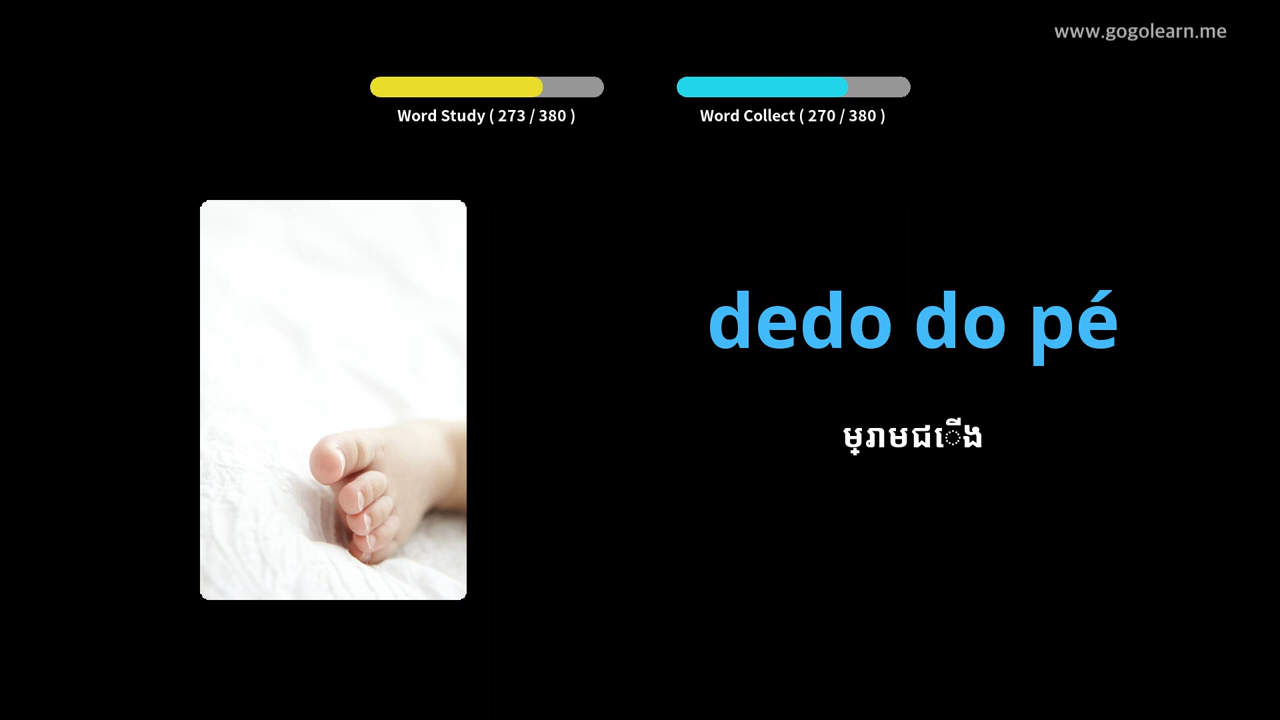 www.gogolearn.me
Word Study ( 273 / 380 )
Word Collect ( 270 / 380 )
dedo do pé
ម្រាមជើង